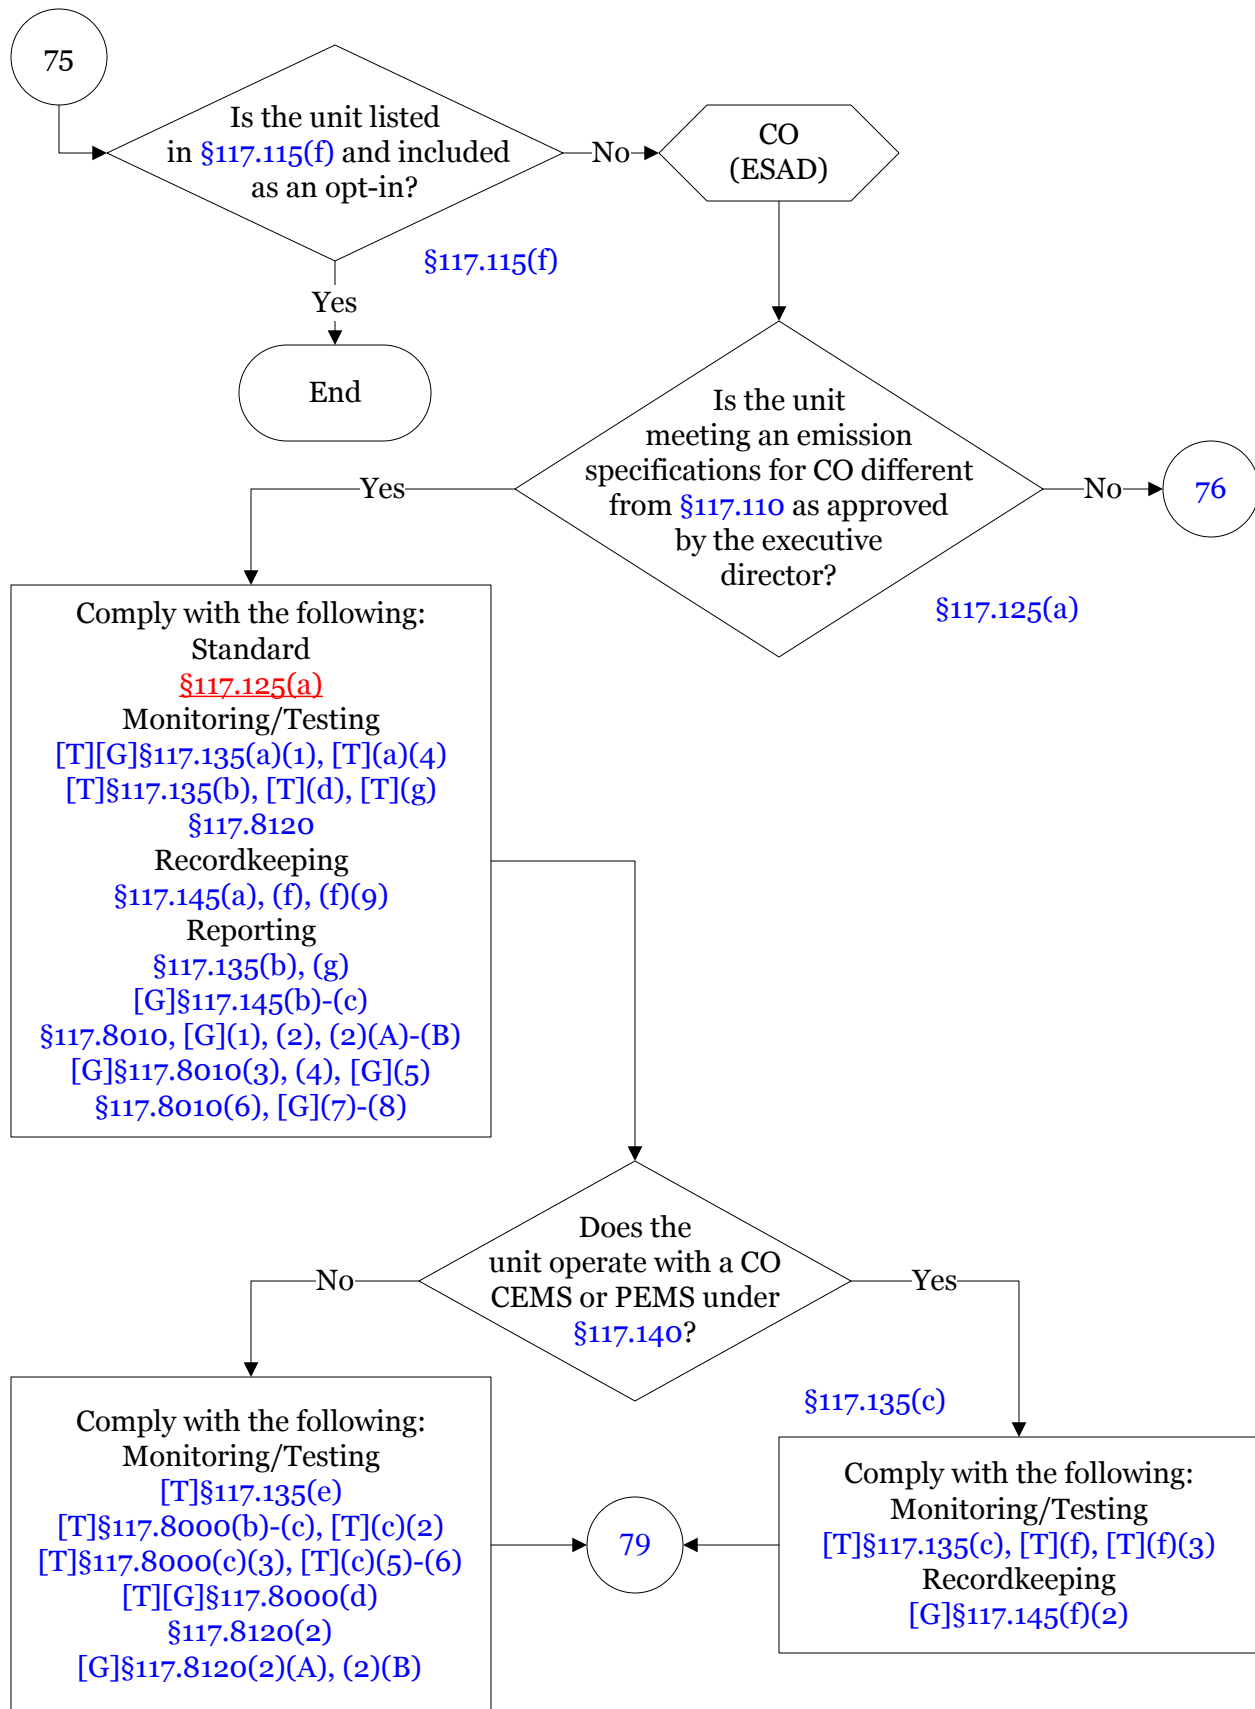 75
Is the unit listed
in §117.115(f) and included
as an opt-in?
No
CO
(ESAD)
§117.115(f)
Yes
End
Is the unit
meeting an emission
specifications for CO different
from §117.110 as approved
by the executive
director?
Yes
No
76
§117.125(a)
Comply with the following:
Standard
§117.125(a)
Monitoring/Testing
[T][G]§117.135(a)(1), [T](a)(4)
[T]§117.135(b), [T](d), [T](g)
§117.8120
Recordkeeping
§117.145(a), (f), (f)(9)
Reporting
§117.135(b), (g)
[G]§117.145(b)-(c)
§117.8010, [G](1), (2), (2)(A)-(B)
[G]§117.8010(3), (4), [G](5)
§117.8010(6), [G](7)-(8)
Does the
unit operate with a CO
CEMS or PEMS under
§117.140?
No
Yes
§117.135(c)
Comply with the following:
Monitoring/Testing
[T]§117.135(e)
[T]§117.8000(b)-(c), [T](c)(2)
[T]§117.8000(c)(3), [T](c)(5)-(6)
[T][G]§117.8000(d)
§117.8120(2)
[G]§117.8120(2)(A), (2)(B)
79
Comply with the following:
Monitoring/Testing
[T]§117.135(c), [T](f), [T](f)(3)
Recordkeeping
[G]§117.145(f)(2)